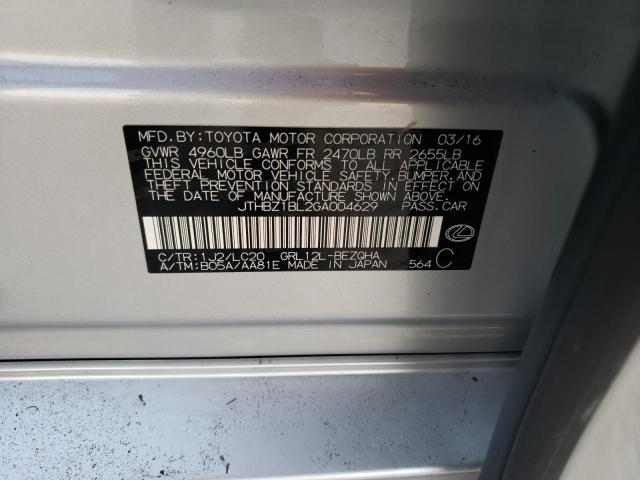 MFD. BY: TOYOTA MOTOR CORPORATION 03/16
GVWR 4960LB GAWR FR 2470LB RR 2655LB
THIS VEHICLE CONFORMS TO ALL APPLICABLE
FEDERAL MOTOR VEHICLE SAFETY, BUMPER, AND
THEFT PREVENTION STANDARDS IN EFFECT ON
THE DATE OF MANUFACTURE SHOWN ABOVE.
JTHBZ1BL2GA004629 PASS. CAR
C/TR: 1J2/LC20 GRL12L-BEZQHA
A/TM: B05A/AA81E MADE IN JAPAN 564 C